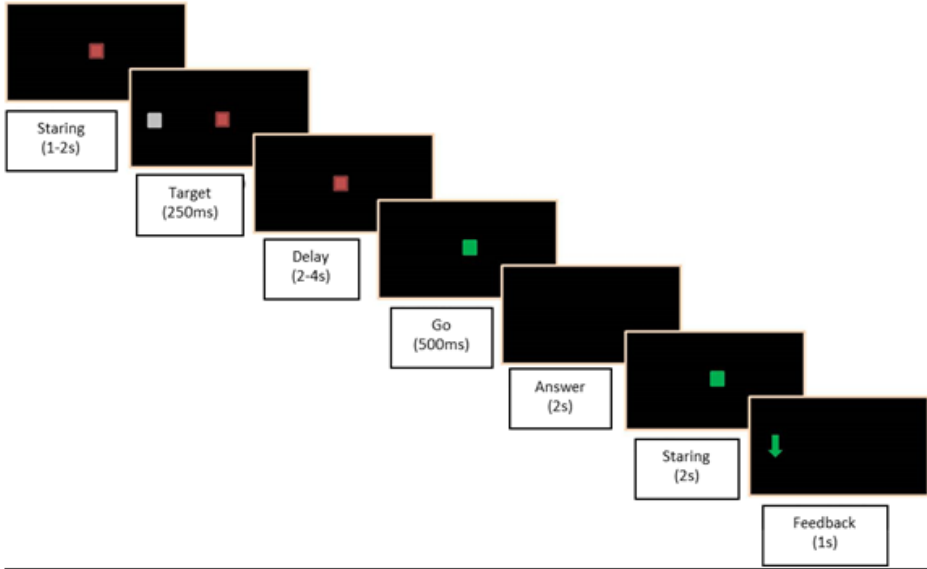 Staring
(1-2s)
Target
(250ms)
Delay
(2-4s)
Go
(500ms)
Answer
(2s)
Staring
(2s)
Feedback
(1s)